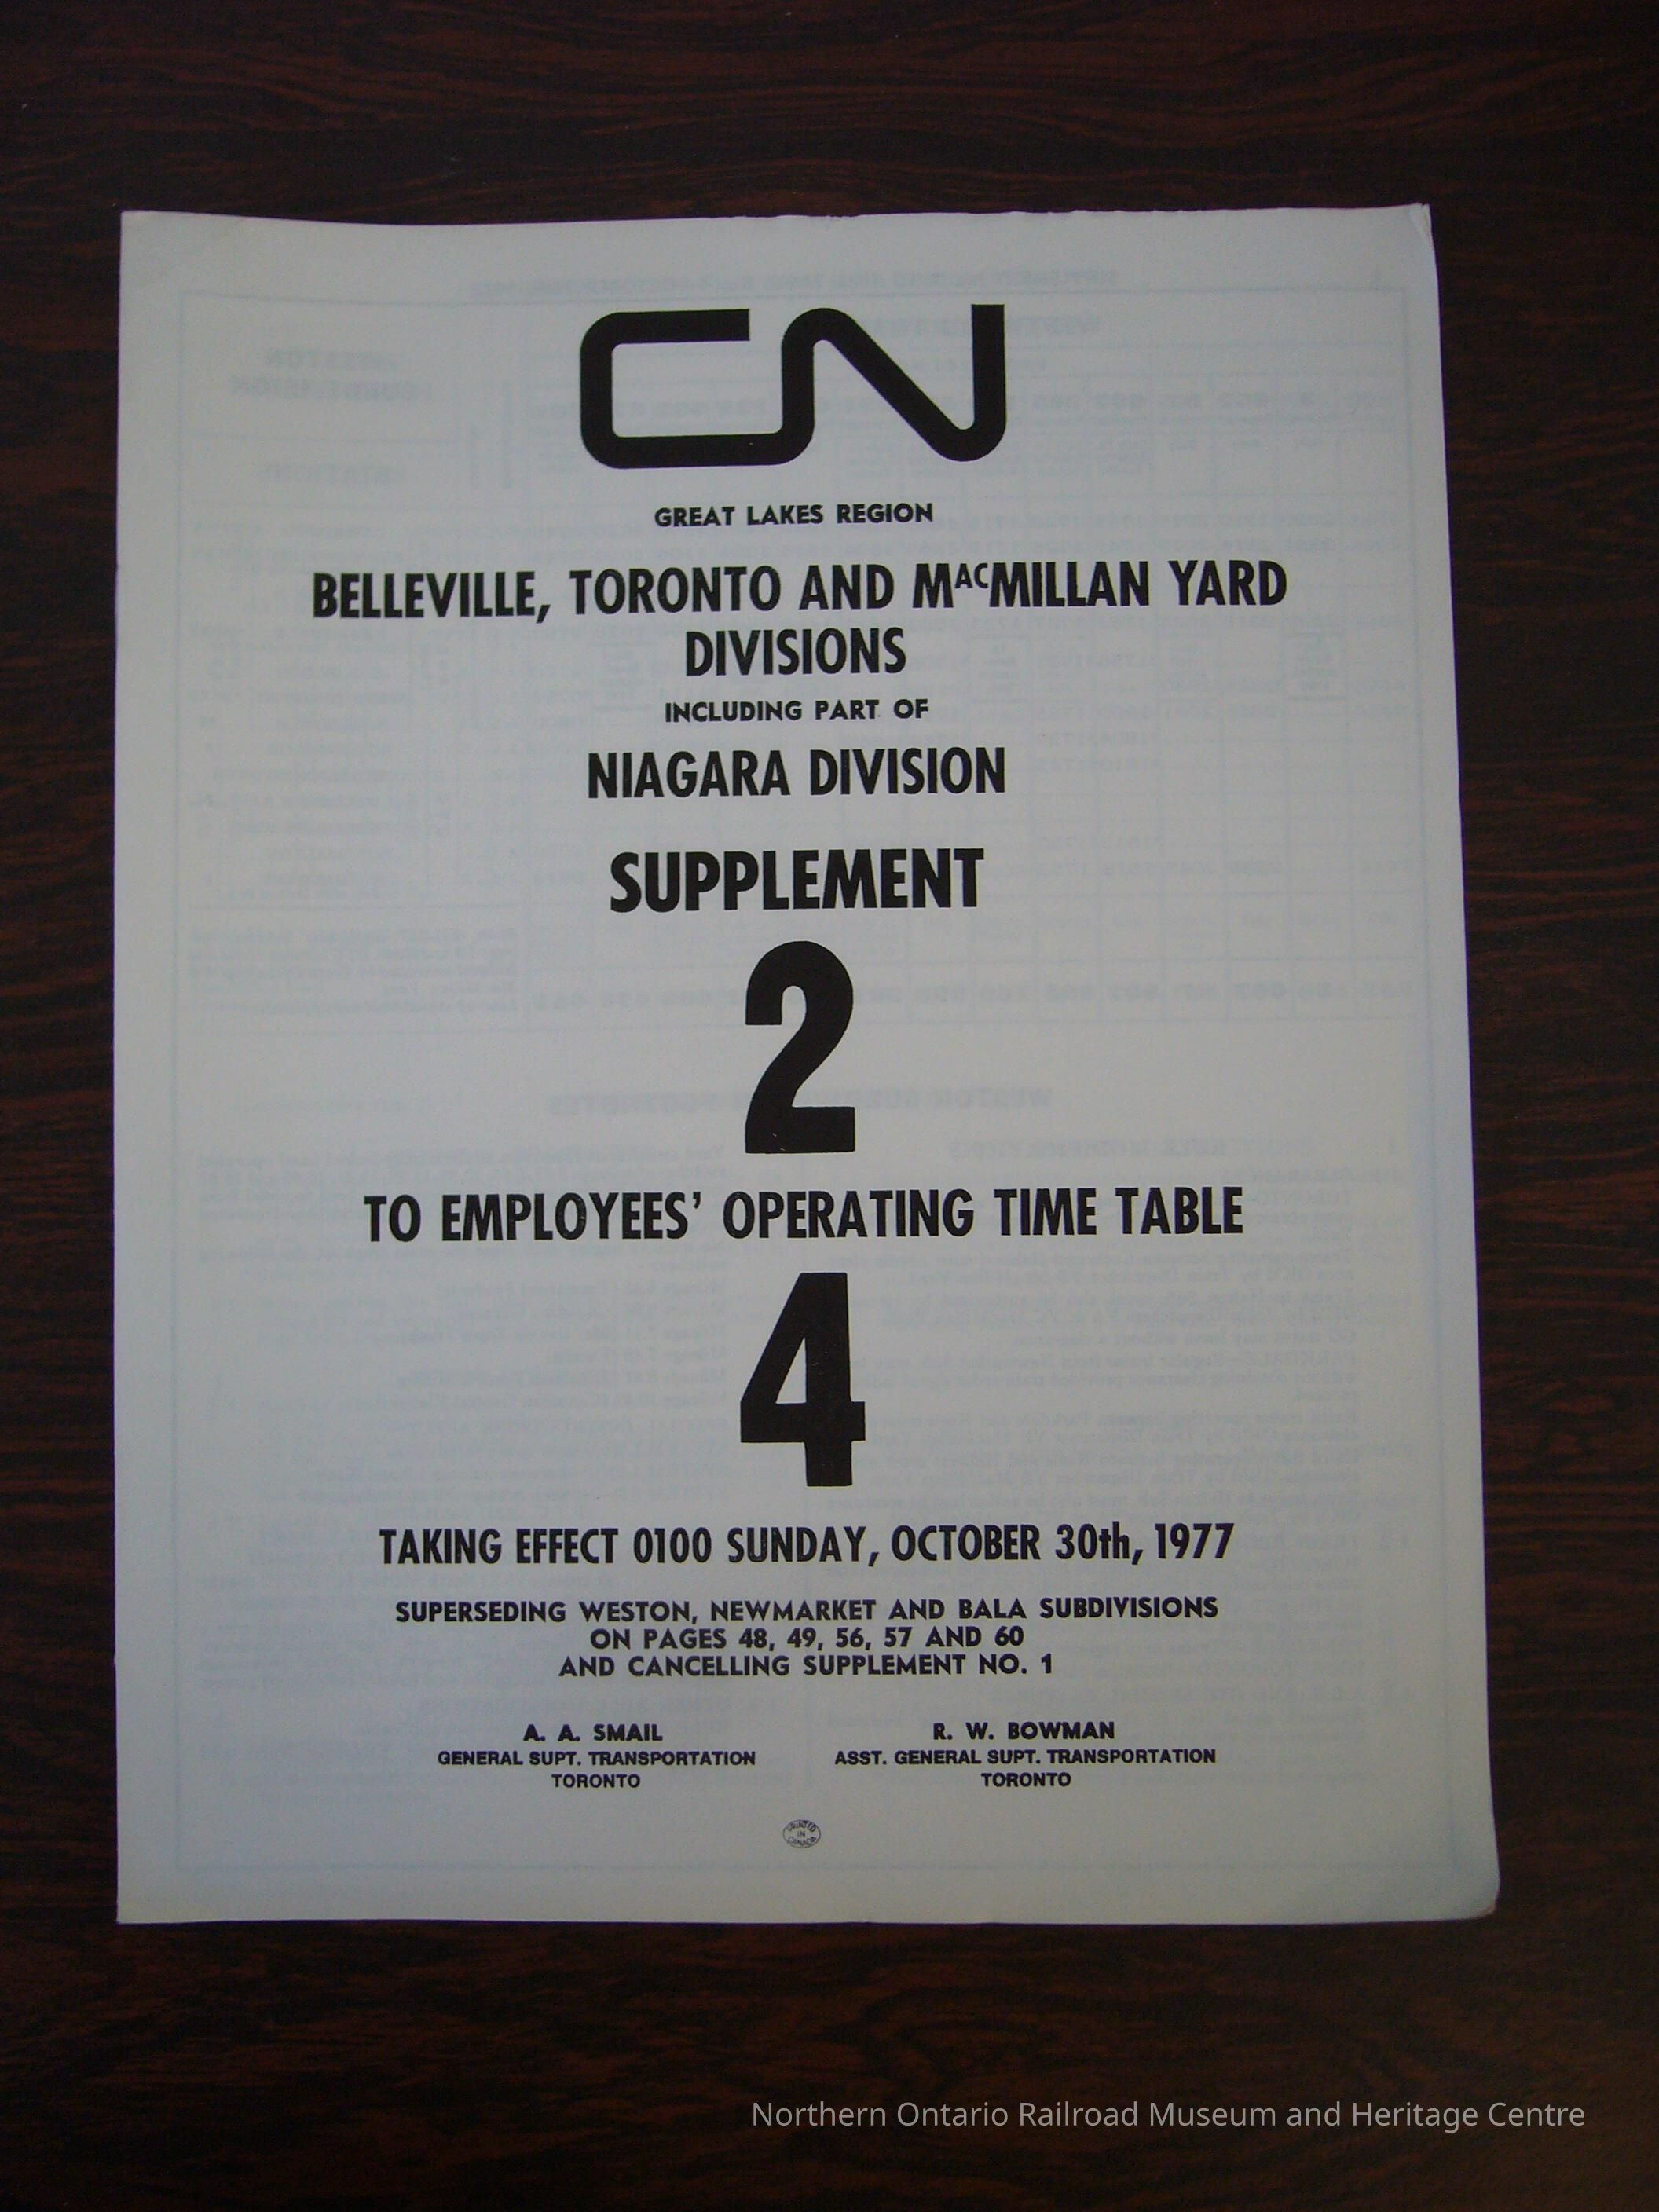 CN
GREAT LAKES REGION
BELLEVILLE, TORONTO AND MACMILLAN YARD
DIVISIONS
INCLUDING PART OF
NIAGARA DIVISION
SUPPLEMENT
2
TO EMPLOYEES' OPERATING TIME TABLE
4
TAKING EFFECT 0100 SUNDAY, OCTOBER 30th, 1977
SUPERSEDING WESTON, NEWMARKET AND BALA SUBDIVISIONS
ON PAGES 48, 49, 56, 57 AND 60
AND CANCELLING SUPPLEMENT NO. 1
A. A. SMAIL R. W. BOWMAN
GENERAL SUPT. TRANSPORTATION ASST. GENERAL SUPT. TRANSPORTATION
TORONTO TORONTO
PRINTED
IN
CANADA
Northern Ontario Railroad Museum and Heritage Centre